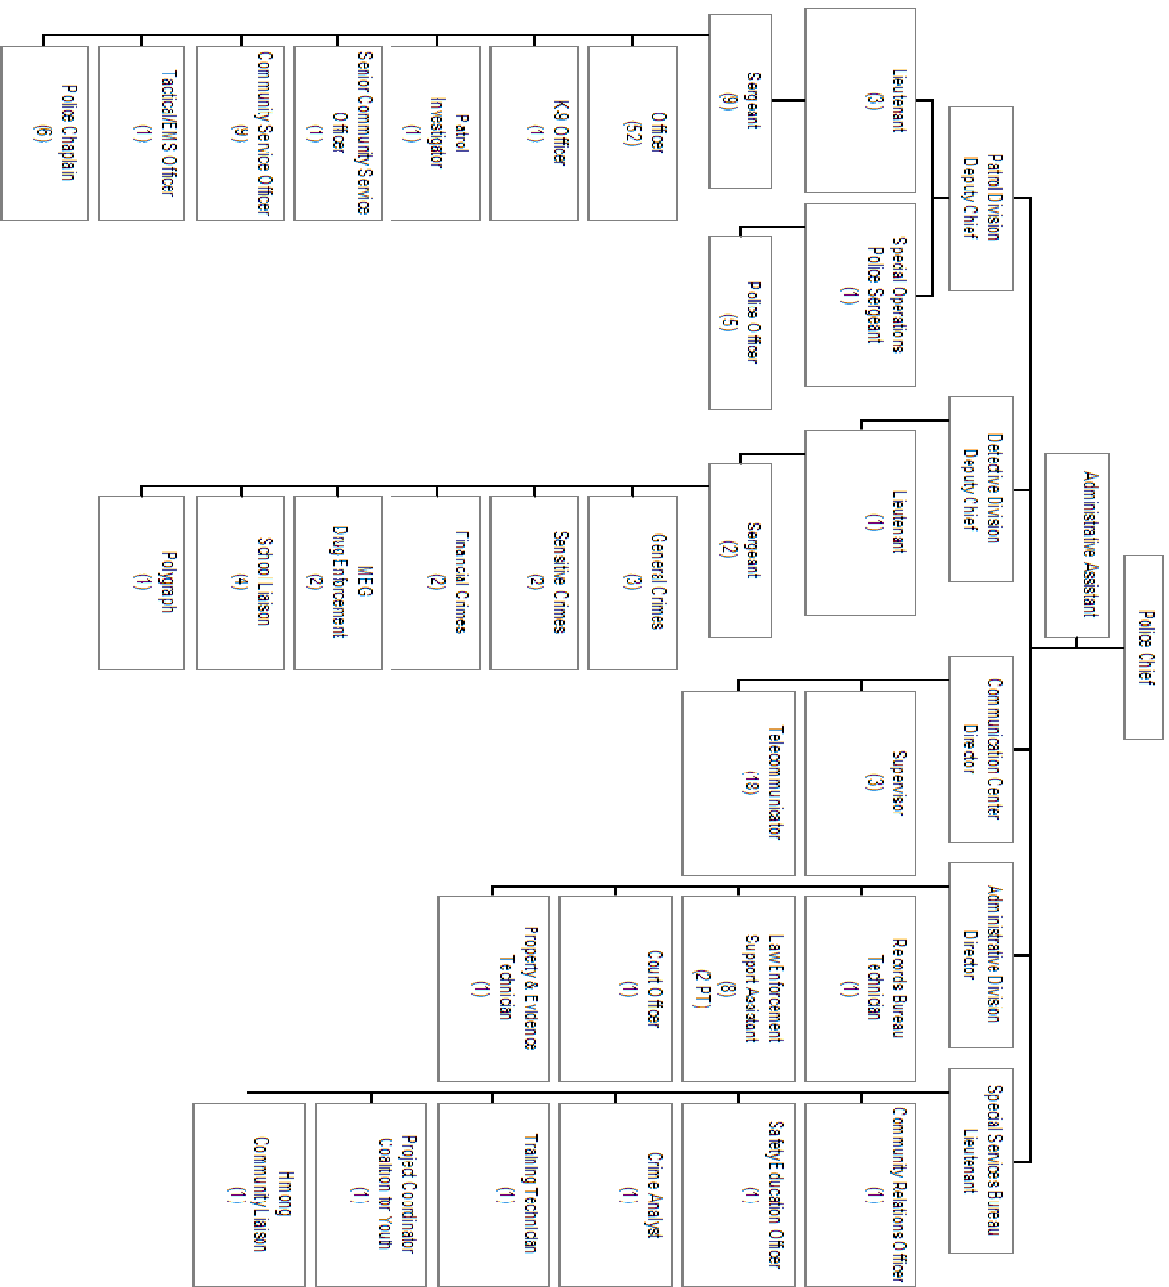 Police Chief
Administrative Assistant
Patrol Division
Deputy Chief
Detective Division
Deputy Chief
Communication Center
Director
Administrative Division
Director
Special Services Bureau
Lieutenant
Lieutenant
(3)
Special Operations
Police Sergeant
(1)
Lieutenant
(1)
Supervisor
(3)
Records Bureau
Technician
(1)
Community Relations Officer
(1)
Sergeant
(9)
Police Officer
(5)
Sergeant
(2)
Telecommunicator
(18)
Law Enforcement
Support Assistant
(8)
(2 PT)
Safety Education Officer
(1)
Officer
(52)
General Crimes
(3)
Court Officer
(1)
Crime Analyst
(1)
K-9 Officer
(1)
Sensitive Crimes
(2)
Property & Evidence
Technician
(1)
Training Technician
(1)
Patrol
Investigator
(1)
Financial Crimes
(2)
Project Coordinator
Coalition for Youth
(1)
Senior Community Service
Officer
(1)
MEG
Drug Enforcement
(2)
Hmong
Community Liaison
(1)
Community Service Officer
(9)
School Liaison
(4)
Tactical/EMS Officer
(1)
Polygraph
(1)
Police Chaplain
(6)